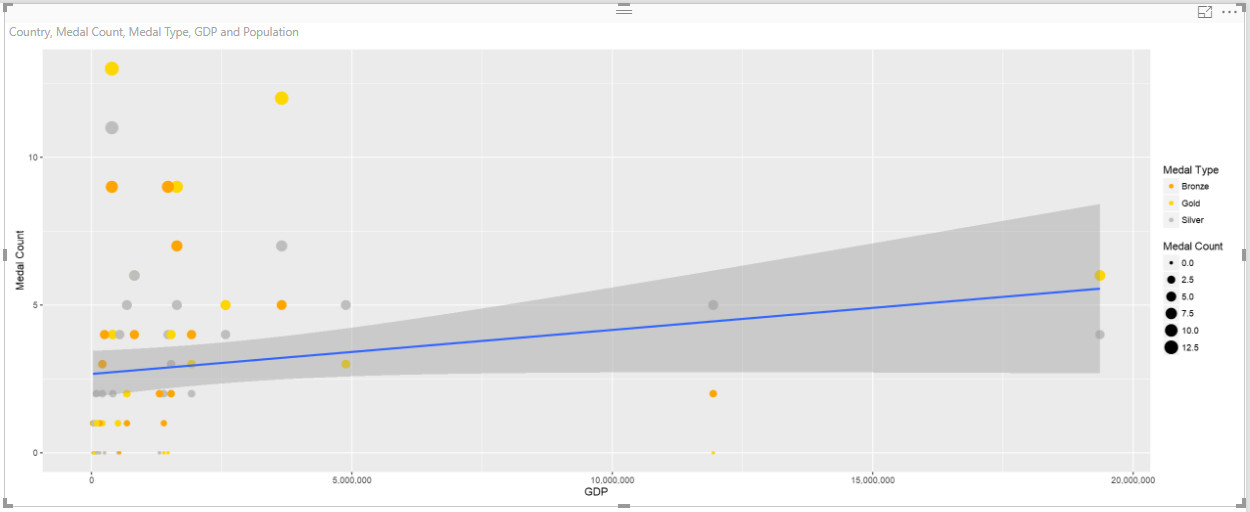 Country, Medal Count, Medal Type, GDP and Population
Medal Count
10
5
0
0
5,000,000
10,000,000
15,000,000
20,000,000
GDP
Medal Type
Bronze
Gold
Silver
Medal Count
0.0
2.5
5.0
7.5
10.0
12.5